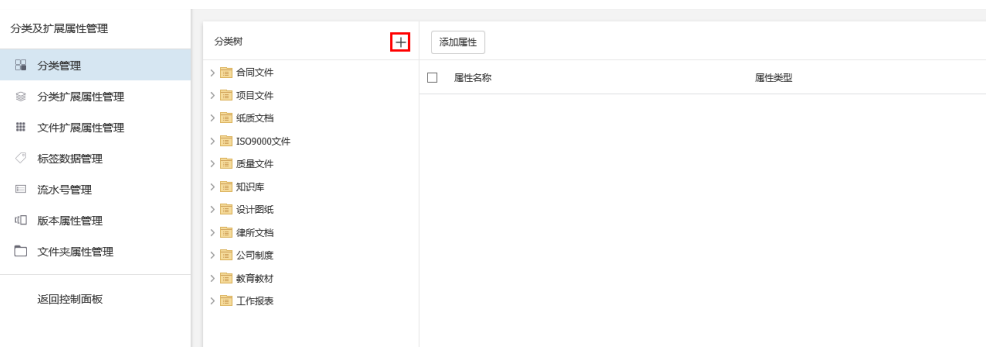 分类及扩展属性管理
分类管理
分类扩展属性管理
文件扩展属性管理
标签数据管理
流水号管理
版本属性管理
文件夹属性管理
返回控制面板
分类树
合同文件
项目文件
纸质文档
ISO9000文件
质量文件
知识库
设计图纸
律所文档
公司制度
教育教材
工作报表
添加属性
属性名称 属性类型